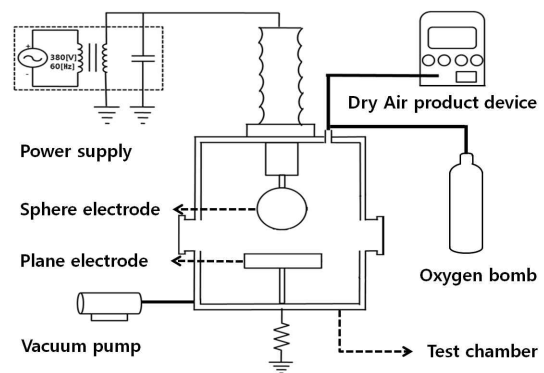 380[V]
60[Hz]
Dry Air product device
Power supply
Sphere electrode
Plane electrode
Oxygen bomb
Vacuum pump
Test chamber